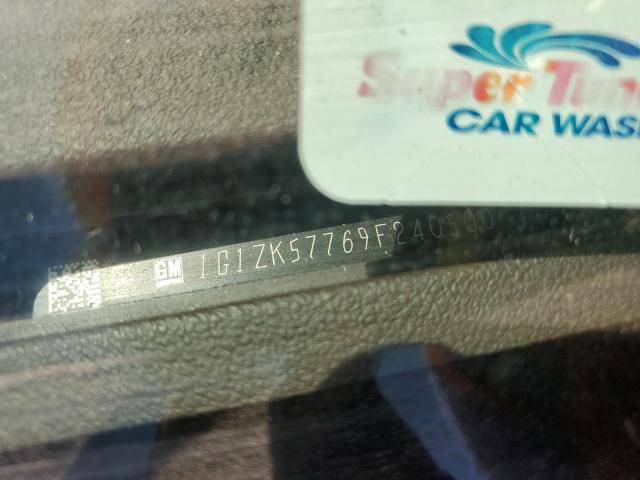 Super Tun
CAR WASH
GM 1G1ZK57769F240500